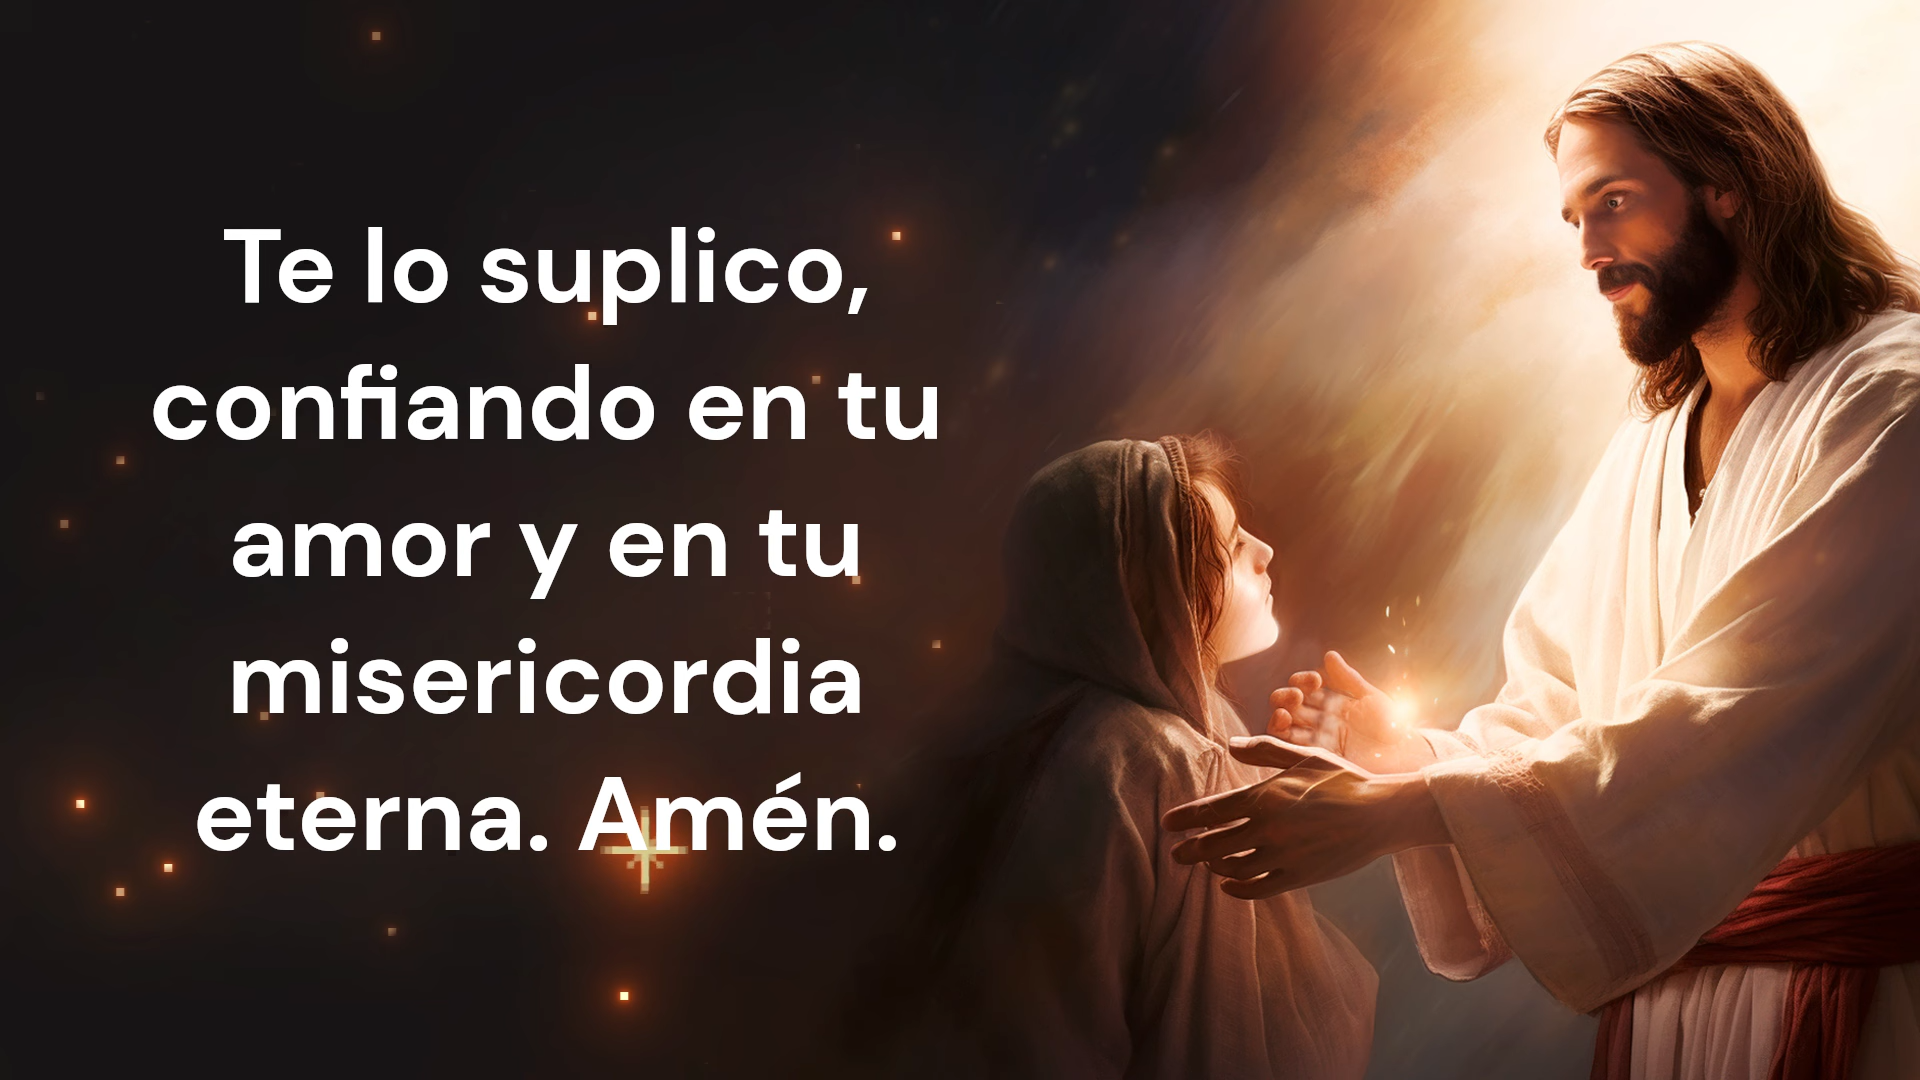 Te lo suplico,
confiando en tu
amor y en tu
misericordia
eterna. Amén.